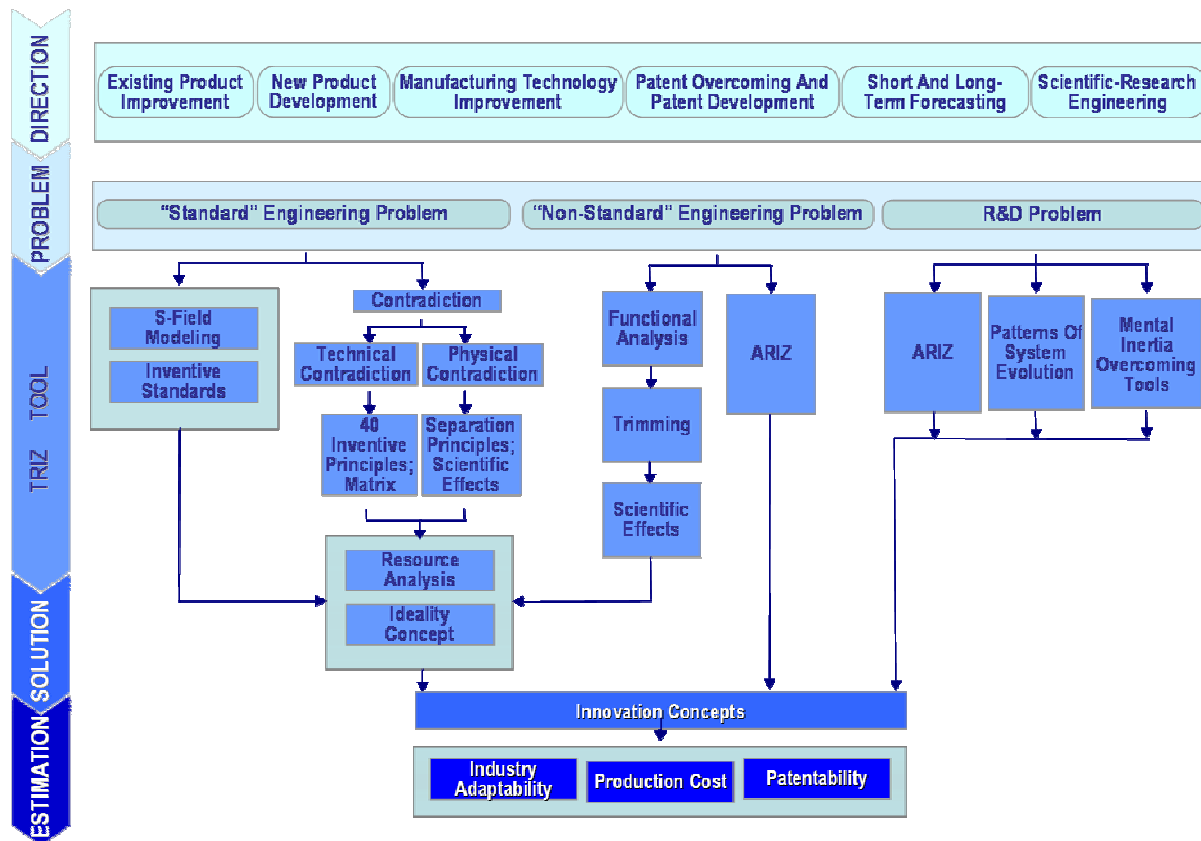 DIRECTION
Existing Product
Improvement
New Product
Development
Manufacturing Technology
Improvement
Patent Overcoming And
Patent Development
Short And Long-
Term Forecasting
Scientific-Research
Engineering
PROBLEM
“Standard” Engineering Problem
“Non-Standard” Engineering Problem
R&D Problem
TRIZ TOOL
S-Field
Modeling
Inventive
Standards
Contradiction
Technical
Contradiction
Physical
Contradiction
40
Inventive
Principles;
Matrix
Separation
Principles;
Scientific
Effects
Functional
Analysis
Trimming
Scientific
Effects
ARIZ
ARIZ
Patterns Of
System
Evolution
Mental
Inertia
Overcoming
Tools
Resource
Analysis
Ideality
Concept
SOLUTION
Innovation Concepts
ESTIMATION
Industry
Adaptability
Production Cost
Patentability